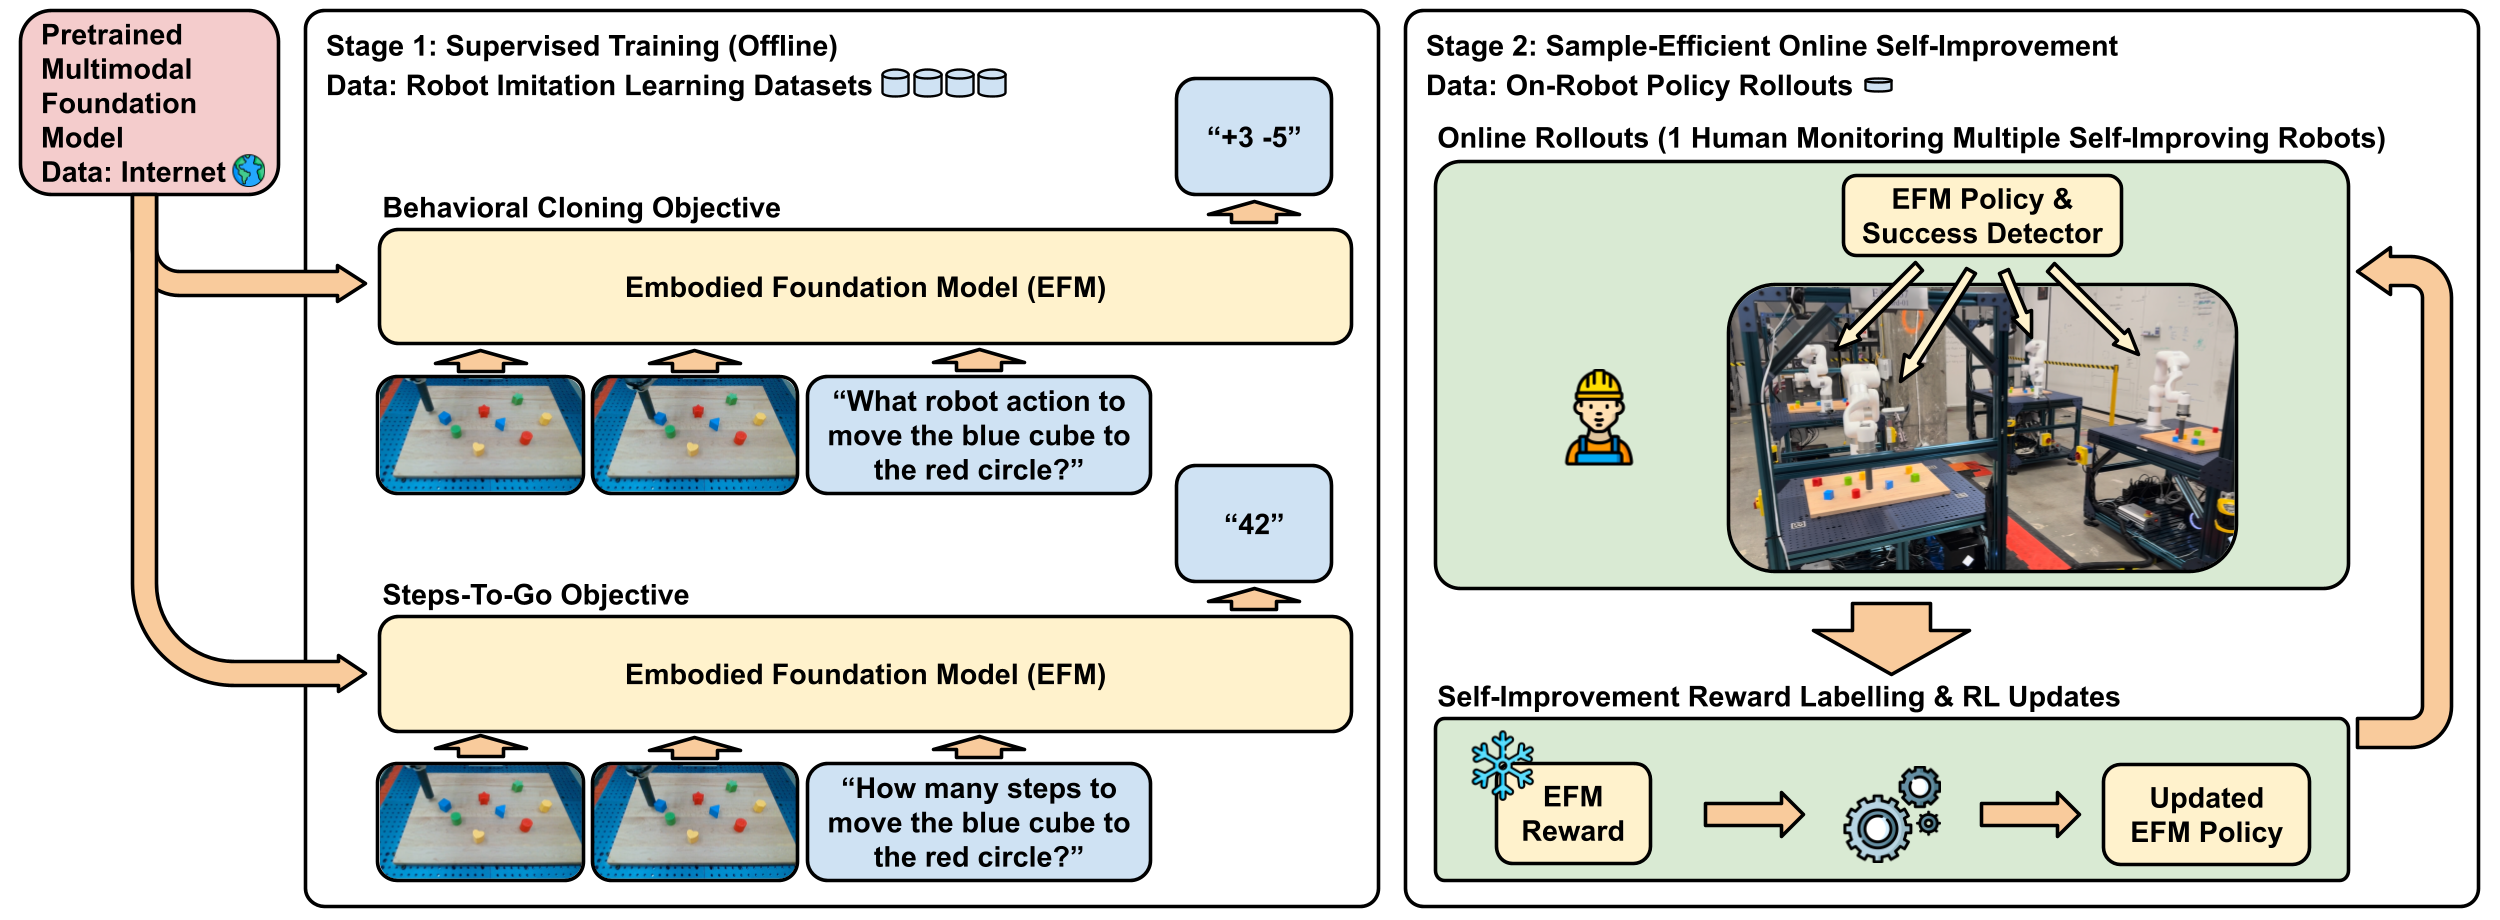 Pretrained
Multimodal
Foundation
Model
Data: Internet
Stage 1: Supervised Training (Offline)
Data: Robot Imitation Learning Datasets
“+3 -5”
Behavioral Cloning Objective
Embodied Foundation Model (EFM)
“What robot action to
move the blue cube to
the red circle?”
“42”
Steps-To-Go Objective
Embodied Foundation Model (EFM)
“How many steps to
move the blue cube to
the red circle?”
Stage 2: Sample-Efficient Online Self-Improvement
Data: On-Robot Policy Rollouts
Online Rollouts (1 Human Monitoring Multiple Self-Improving Robots)
EFM Policy &
Success Detector
Self-Improvement Reward Labelling & RL Updates
EFM
Reward
Updated
EFM Policy